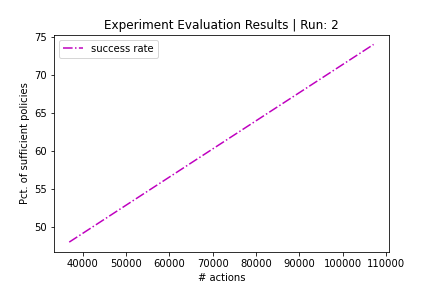 Experiment Evaluation Results | Run: 2
success rate
Pct. of sufficient policies
75
70
65
60
55
50
40000 50000 60000 70000 80000 90000 100000 110000
# actions